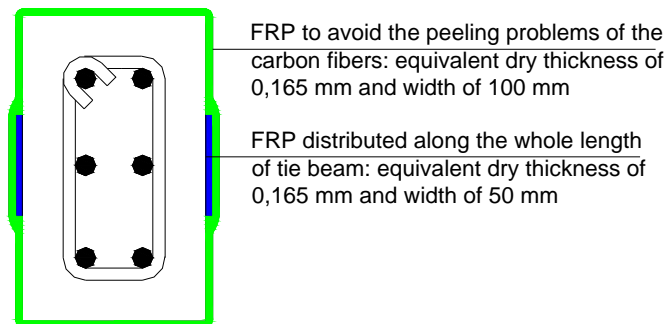 FRP to avoid the peeling problems of the
carbon fibers: equivalent dry thickness of
0,165 mm and width of 100 mm
FRP distributed along the whole length
of tie beam: equivalent dry thickness of
0,165 mm and width of 50 mm